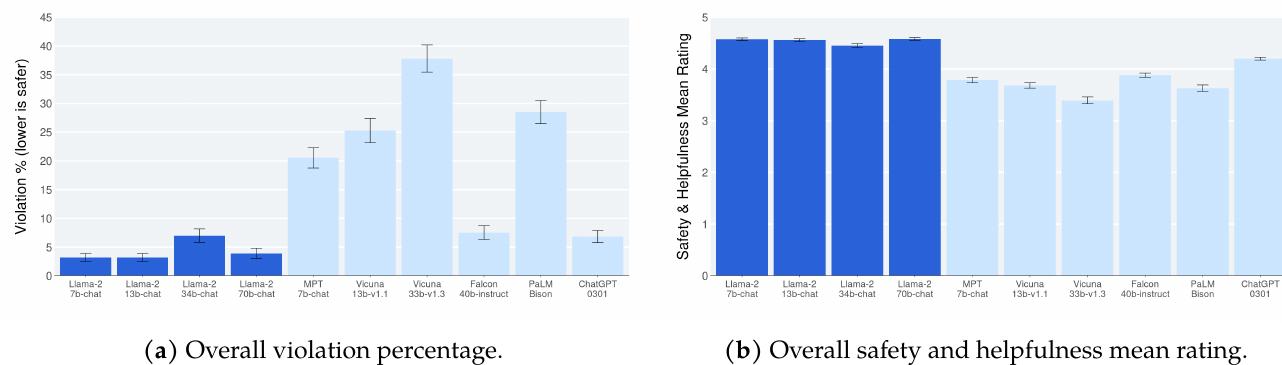 Violation % (lower is safer)
45
40
35
30
25
20
15
10
5
0
Llama-2
7b-chat
Llama-2
13b-chat
Llama-2
34b-chat
Llama-2
70b-chat
MPT
7b-chat
Vicuna
13b-v1.1
Vicuna
33b-v1.3
Falcon
40b-instruct
PaLM
Bison
ChatGPT
0301
(a) Overall violation percentage.
Safety & Helpfulness Mean Rating
5
4
3
2
1
0
Llama-2
7b-chat
Llama-2
13b-chat
Llama-2
34b-chat
Llama-2
70b-chat
MPT
7b-chat
Vicuna
13b-v1.1
Vicuna
33b-v1.3
Falcon
40b-instruct
PaLM
Bison
ChatGPT
0301
(b) Overall safety and helpfulness mean rating.